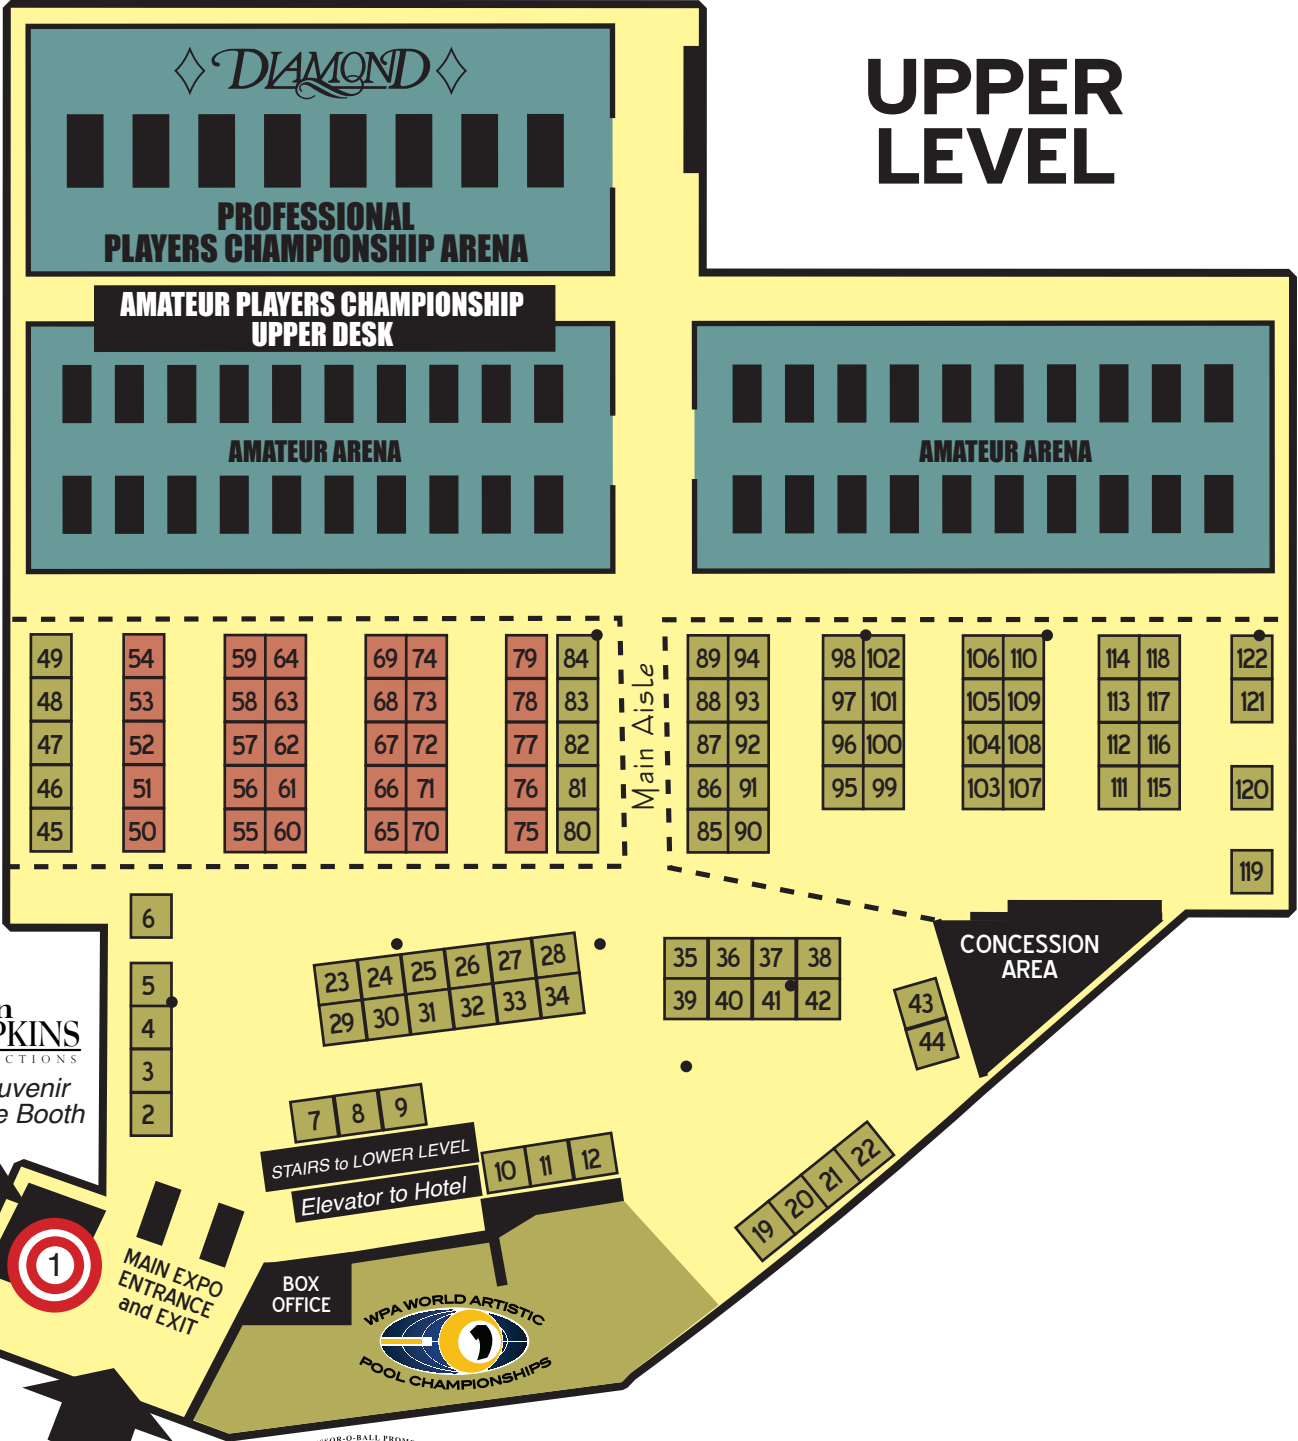 DIAMOND
UPPER
LEVEL
PROFESSIONAL
PLAYERS CHAMPIONSHIP ARENA
AMATEUR PLAYERS CHAMPIONSHIP
UPPER DESK
AMATEUR ARENA
AMATEUR ARENA
49 54 59 64 69 74 79 84 89 94 98 102 106 110 114 118 122
48 53 58 63 68 73 78 83 88 93 97 101 105 109 113 117 121
47 52 57 62 67 72 77 82 87 92 96 100 104 108 112 116
46 51 56 61 66 71 76 81 86 91 95 99 103 107 111 115 120
45 50 55 60 65 70 75 80 85 90
Main Aisle
119
6
23 24 25 26 27 28
29 30 31 32 33 34
35 36 37 38
39 40 41 42
CONCESSION
AREA
43
44
5
4
3
2
KINS
CTIONS
uvenir
e Booth
7 8 9
STAIRS to LOWER LEVEL
Elevator to Hotel
10 11 12
19 20 21 22
1
MAIN EXPO
ENTRANCE
and EXIT
BOX
OFFICE
WPA WORLD ARTISTIC
POOL CHAMPIONSHIPS
SOR-Q-BALL PROM